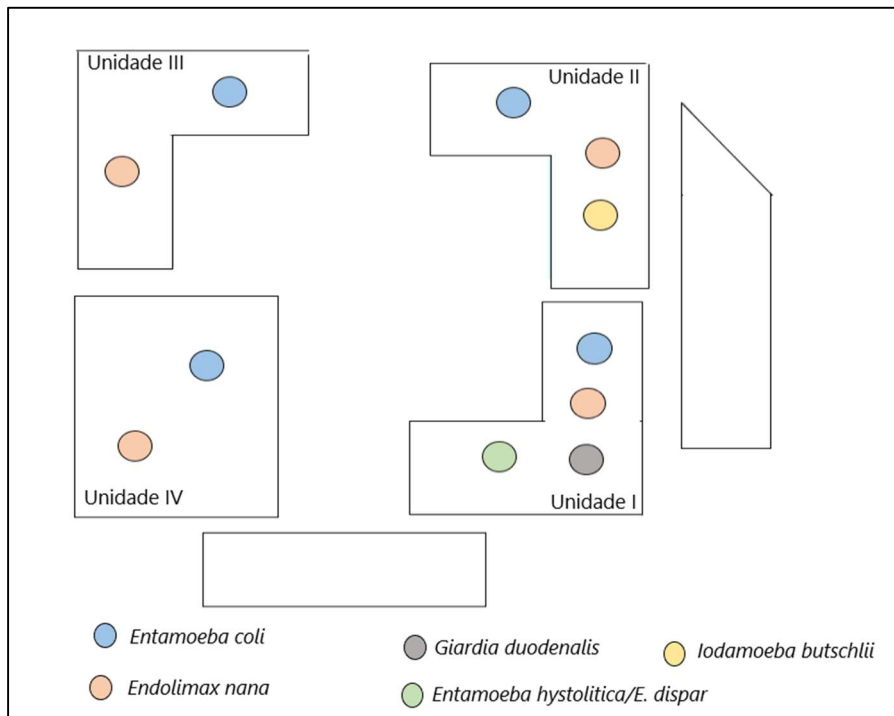 Unidade III
Unidade II
Unidade IV
Unidade I
Entamoeba coli
Giardia duodenalis
Iodamoeba butschlii
Endolimax nana
Entamoeba hystolitica/E. dispar